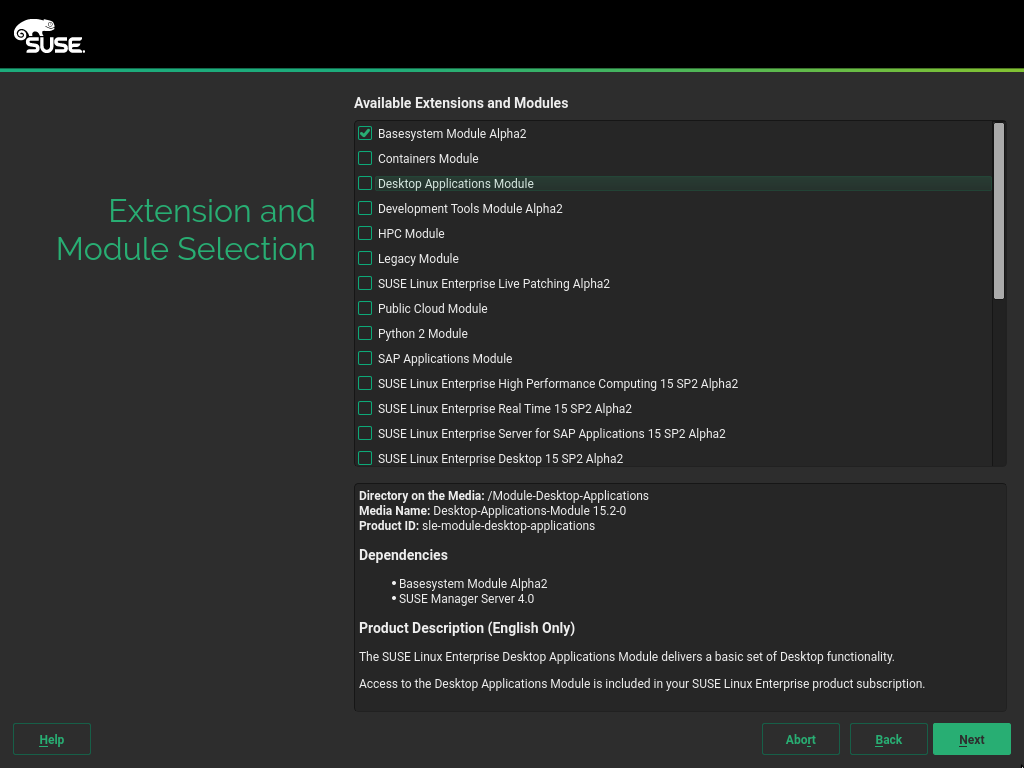 SUSE.
Extension and
Module Selection
Available Extensions and Modules
Basesystem Module Alpha2
Containers Module
Desktop Applications Module
Development Tools Module Alpha2
HPC Module
Legacy Module
SUSE Linux Enterprise Live Patching Alpha2
Public Cloud Module
Python 2 Module
SAP Applications Module
SUSE Linux Enterprise High Performance Computing 15 SP2 Alpha2
SUSE Linux Enterprise Real Time 15 SP2 Alpha2
SUSE Linux Enterprise Server for SAP Applications 15 SP2 Alpha2
SUSE Linux Enterprise Desktop 15 SP2 Alpha2
Directory on the Media: /Module-Desktop-Applications
Media Name: Desktop-Applications-Module 15.2-0
Product ID: sle-module-desktop-applications
Dependencies
• Basesystem Module Alpha2
• SUSE Manager Server 4.0
Product Description (English Only)
The SUSE Linux Enterprise Desktop Applications Module delivers a basic set of Desktop functionality.
Access to the Desktop Applications Module is included in your SUSE Linux Enterprise product subscription.
Help
Abort
Back
Next